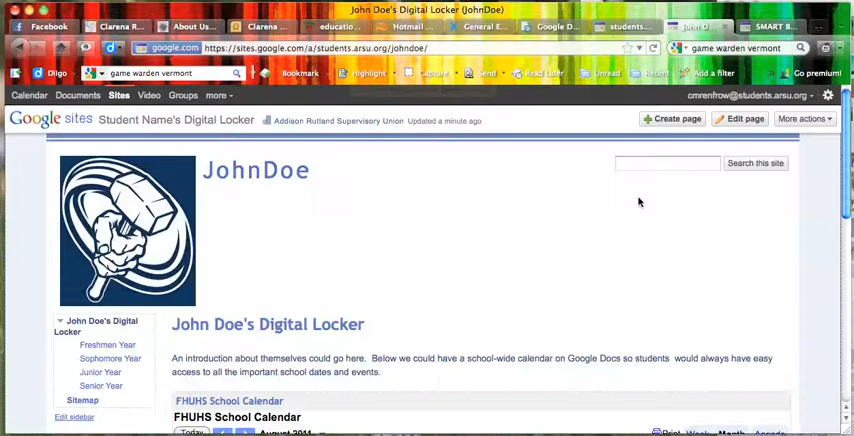 John Doe's Digital Locker (JohnDoe)
Facebook
Clarena R...
About Us...
Clarena ...
educatio...
Hotmail ...
General E...
Google D...
students....
John D...
SMART B...
google.com
https://sites.google.com/a/students.arsu.org/johndoe/
game warden vermont
Diigo
game warden vermont
Bookmark
Highlight
Capture
Send
Read Later
Unread
Recent
Add a filter
Go premium!
Calendar Documents Sites Video Groups more
cmrenfrow@students.arsu.org
Google sites
Student Name's Digital Locker
Addison Rutland Supervisory Union
Updated a minute ago
Create page
Edit page
More actions
JohnDoe
Search this site
John Doe's Digital
Locker
Freshmen Year
Sophomore Year
Junior Year
Senior Year
Sitemap
Edit sidebar
John Doe's Digital Locker
An introduction about themselves could go here. Below we could have a school-wide calendar on Google Docs so students would always have easy
access to all the important school dates and events.
FHUHS School Calendar
FHUHS School Calendar
Today
August 2011
Print Week Month Agenda